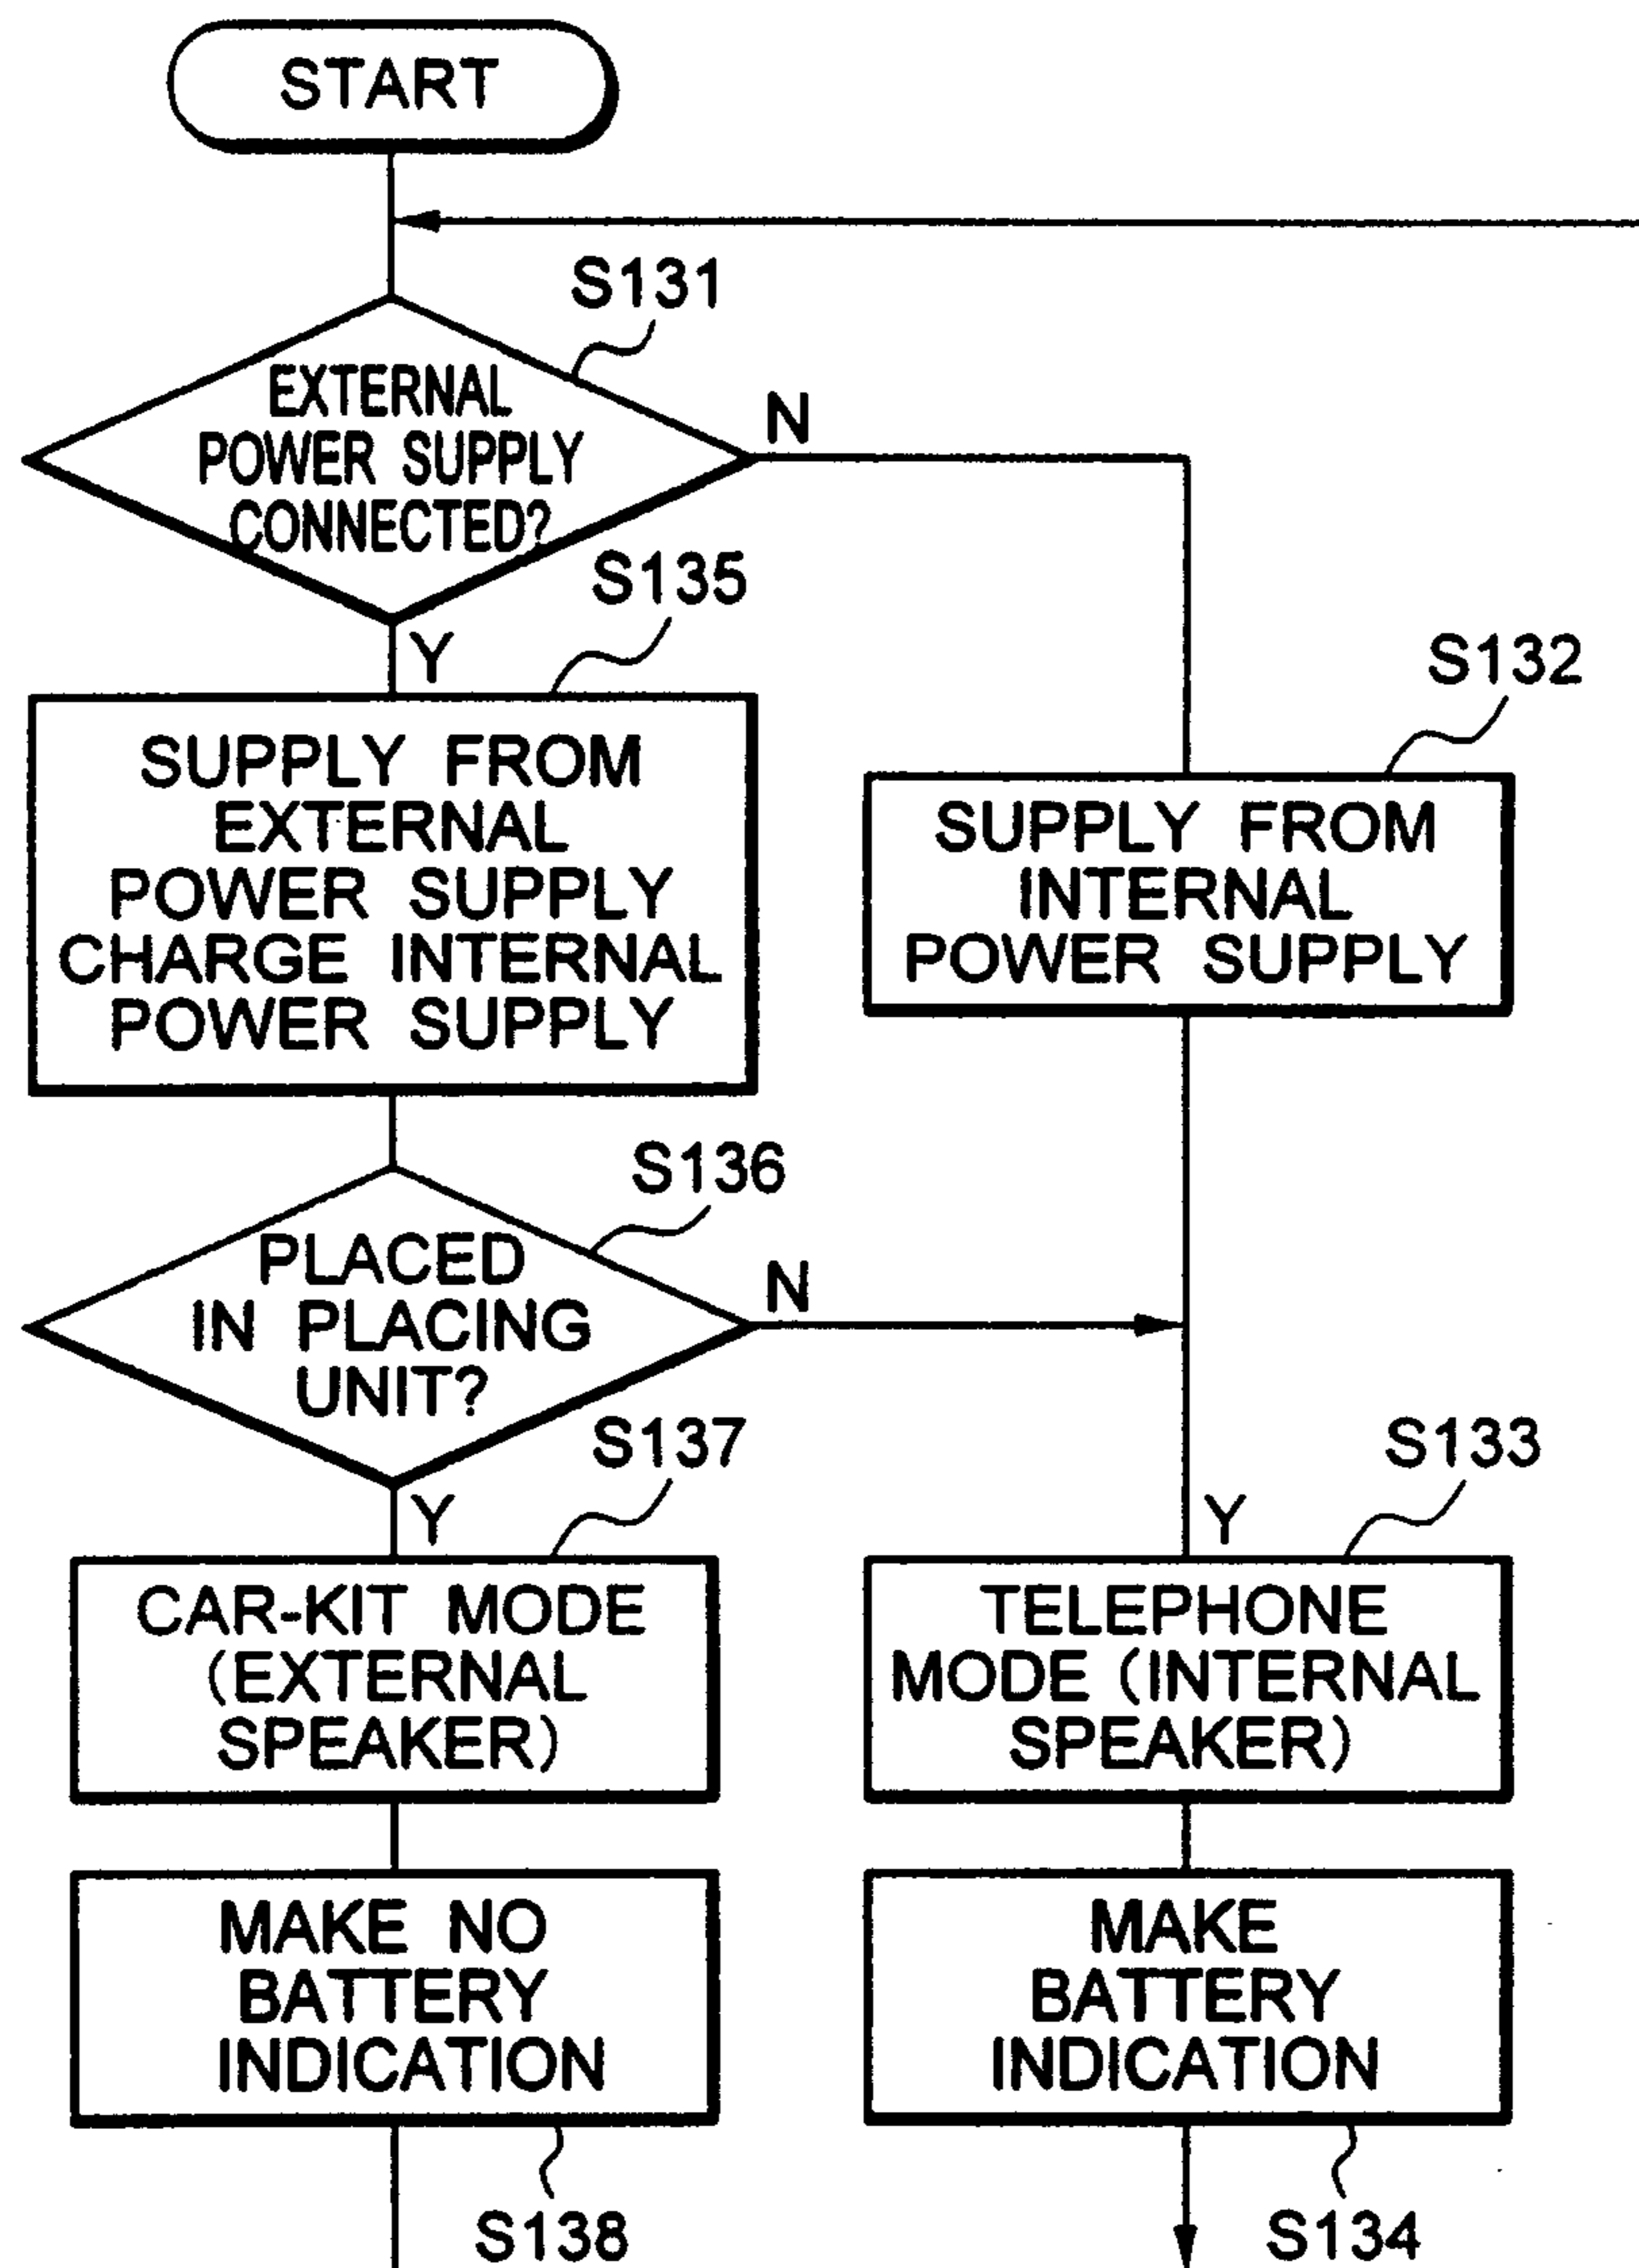 START
S131
EXTERNAL
POWER SUPPLY
CONNECTED?
N
Y
S135
SUPPLY FROM
EXTERNAL
POWER SUPPLY
CHARGE INTERNAL
POWER SUPPLY
S132
SUPPLY FROM
INTERNAL
POWER SUPPLY
S136
PLACED
IN PLACING
UNIT?
N
Y
S137
CAR-KIT MODE
(EXTERNAL
SPEAKER)
Y
S133
TELEPHONE
MODE (INTERNAL
SPEAKER)
MAKE NO
BATTERY
INDICATION
S138
MAKE
BATTERY
INDICATION
S134